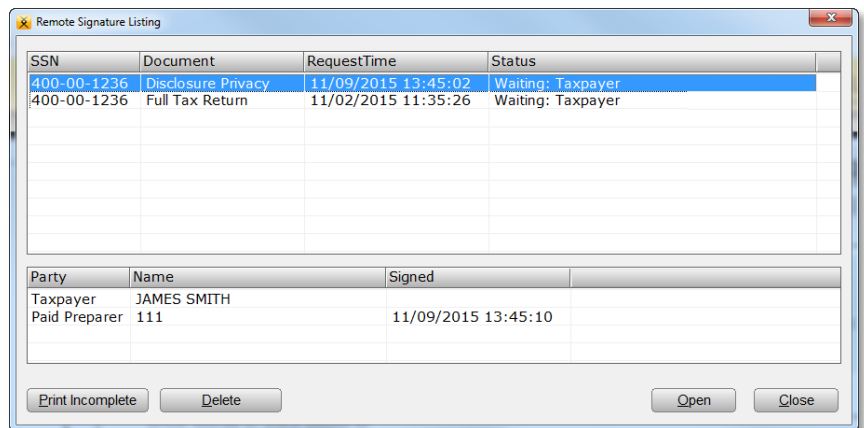 Remote Signature Listing
SSN Document RequestTime Status
400-00-1236 Disclosure Privacy 11/09/2015 13:45:02 Waiting: Taxpayer
400-00-1236 Full Tax Return 11/02/2015 11:35:26 Waiting: Taxpayer
Party Name Signed
Taxpayer JAMES SMITH
Paid Preparer 111 11/09/2015 13:45:10
Print Incomplete Delete Open Close